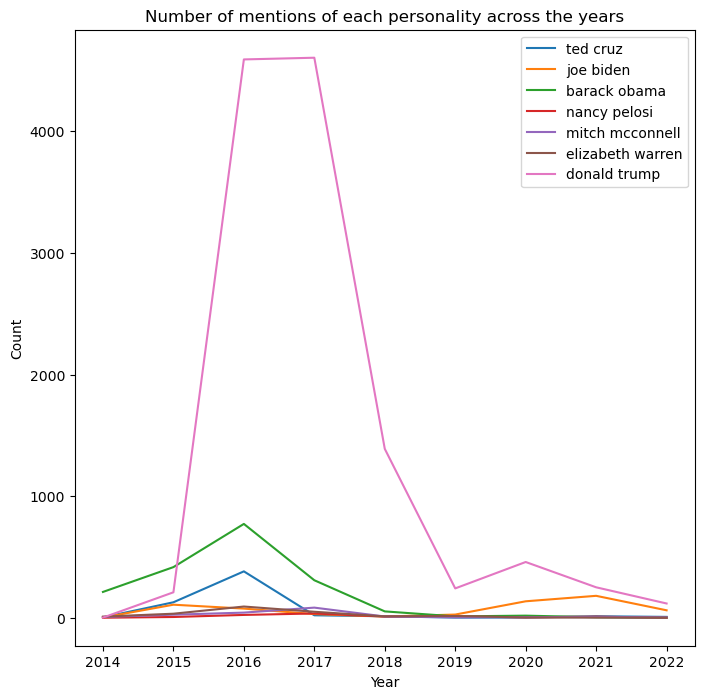 Number of mentions of each personality across the years
ted cruz
joe biden
barack obama
nancy pelosi
mitch mcconnell
elizabeth warren
donald trump
Count
4000
3000
2000
1000
0
2014 2015 2016 2017 2018 2019 2020 2021 2022
Year